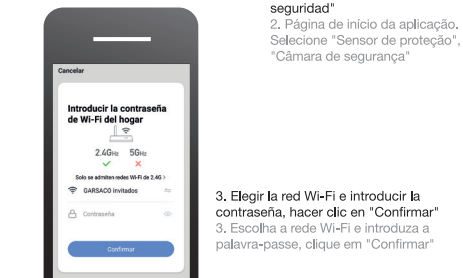 seguridad"
2. Página de início da aplicação.
Selecione "Sensor de proteção",
"Câmara de segurança"
Cancelar
Introducir la contraseña
de Wi-Fi del hogar
2.4GHz 5GHz
Solo se admiten redes Wi-Fi de 2.4G >
GARSACO Invitados
Contraseña
Confirmar
3. Elegir la red Wi-Fi e introducir la
contraseña, hacer clic en "Confirmar"
3. Escolha a rede Wi-Fi e introduza a
palavra-passe, clique em "Confirmar"